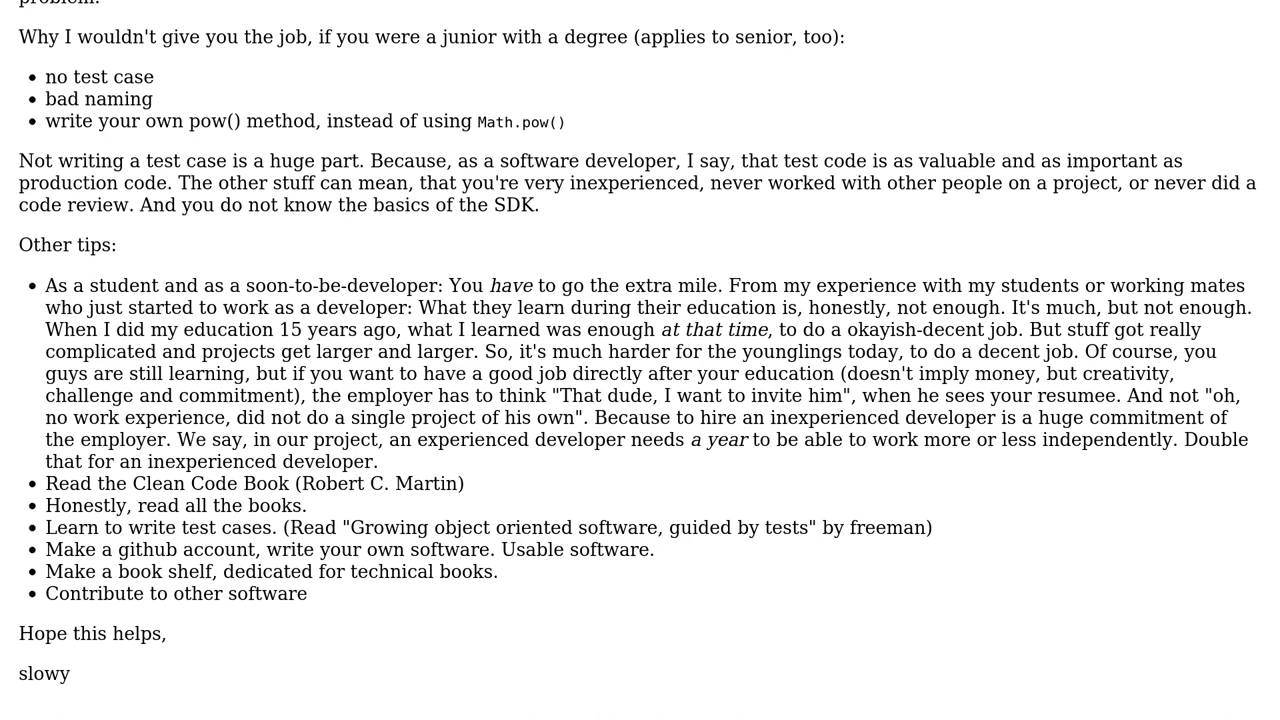 problem.
Why I wouldn't give you the job, if you were a junior with a degree (applies to senior, too):
• no test case
• bad naming
• write your own pow() method, instead of using Math.pow()
Not writing a test case is a huge part. Because, as a software developer, I say, that test code is as valuable and as important as
production code. The other stuff can mean, that you're very inexperienced, never worked with other people on a project, or never did a
code review. And you do not know the basics of the SDK.
Other tips:
• As a student and as a soon-to-be-developer: You have to go the extra mile. From my experience with my students or working mates
who just started to work as a developer: What they learn during their education is, honestly, not enough. It's much, but not enough.
When I did my education 15 years ago, what I learned was enough at that time, to do a okayish-decent job. But stuff got really
complicated and projects get larger and larger. So, it's much harder for the younglings today, to do a decent job. Of course, you
guys are still learning, but if you want to have a good job directly after your education (doesn't imply money, but creativity,
challenge and commitment), the employer has to think "That dude, I want to invite him", when he sees your resumee. And not "oh,
no work experience, did not do a single project of his own". Because to hire an inexperienced developer is a huge commitment of
the employer. We say, in our project, an experienced developer needs a year to be able to work more or less independently. Double
that for an inexperienced developer.
• Read the Clean Code Book (Robert C. Martin)
• Honestly, read all the books.
• Learn to write test cases. (Read "Growing object oriented software, guided by tests" by freeman)
• Make a github account, write your own software. Usable software.
• Make a book shelf, dedicated for technical books.
• Contribute to other software
Hope this helps,
slowy